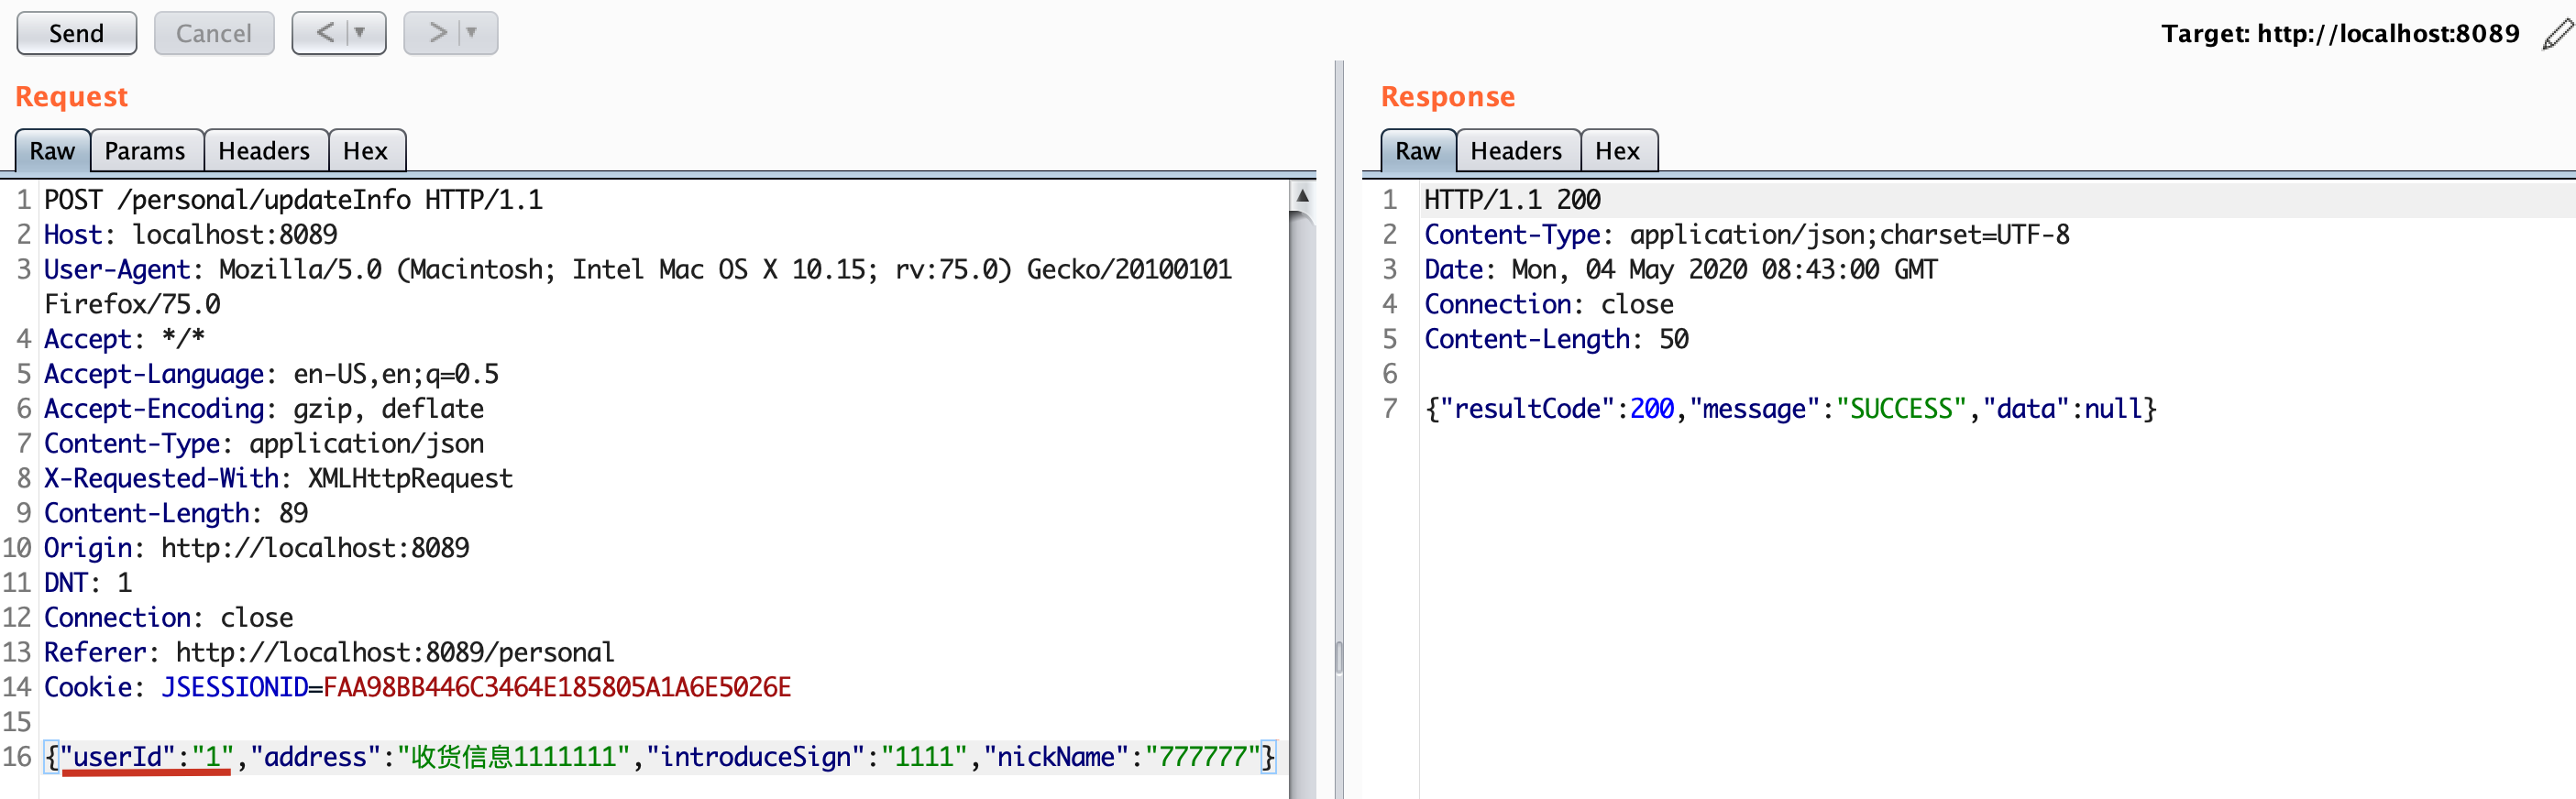 Send Cancel < ▼ > ▼ Target: http://localhost:8089
Request
Raw Params Headers Hex
1 POST /personal/updateInfo HTTP/1.1
2 Host: localhost:8089
3 User-Agent: Mozilla/5.0 (Macintosh; Intel Mac OS X 10.15; rv:75.0) Gecko/20100101
Firefox/75.0
4 Accept: */*
5 Accept-Language: en-US,en;q=0.5
6 Accept-Encoding: gzip, deflate
7 Content-Type: application/json
8 X-Requested-With: XMLHttpRequest
9 Content-Length: 89
10 Origin: http://localhost:8089
11 DNT: 1
12 Connection: close
13 Referer: http://localhost:8089/personal
14 Cookie: JSESSIONID=FAA98BB446C3464E185805A1A6E5026E
15
16 {"userId":"1","address":"收货信息1111111","introduceSign":"1111","nickName":"777777"}
Response
Raw Headers Hex
1 HTTP/1.1 200
2 Content-Type: application/json;charset=UTF-8
3 Date: Mon, 04 May 2020 08:43:00 GMT
4 Connection: close
5 Content-Length: 50
6
7 {"resultCode":200,"message":"SUCCESS","data":null}